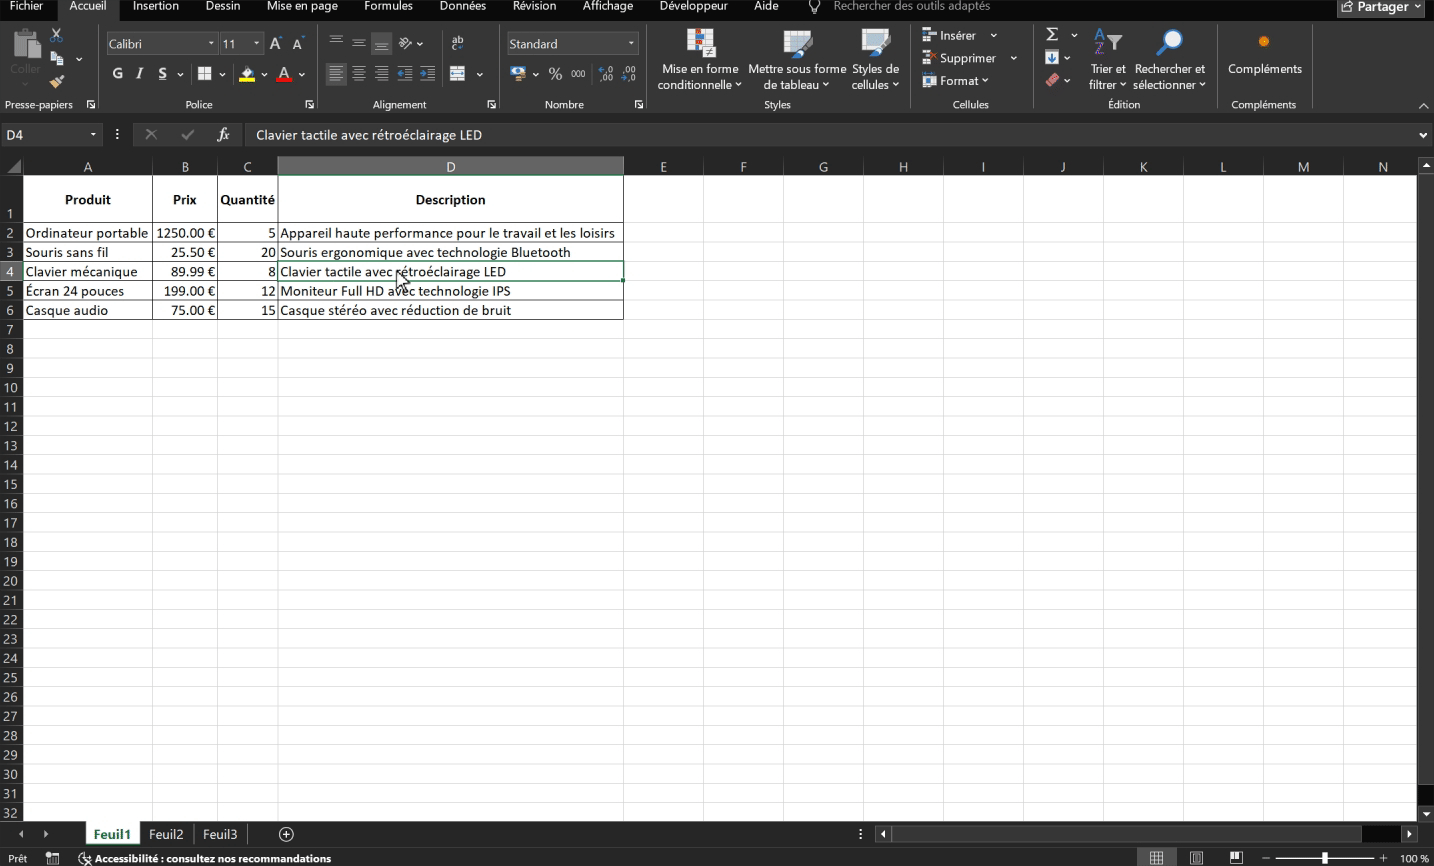 Fichier Accueil Insertion Dessin Mise en page Formules Données Révision Affichage Développeur Aide Rechercher des outils adaptés Partager
Coller
Calibri 11
G I S
ab
Standard
% 000
Mise en forme conditionnelle
Mettre sous forme de tableau
Styles de cellules
Insérer
Supprimer
Format
Trier et filtrer
Rechercher et sélectionner
Compléments
Presse-papiers Police Alignement Nombre Styles Cellules Édition Compléments
D4 fx Clavier tactile avec rétroéclairage LED
A B C D E F G H I J K L M N
1 Produit Prix Quantité Description
2 Ordinateur portable 1250.00 € 5 Appareil haute performance pour le travail et les loisirs
3 Souris sans fil 25.50 € 20 Souris ergonomique avec technologie Bluetooth
4 Clavier mécanique 89.99 € 8 Clavier tactile avec rétroéclairage LED
5 Écran 24 pouces 199.00 € 12 Moniteur Full HD avec technologie IPS
6 Casque audio 75.00 € 15 Casque stéréo avec réduction de bruit
7
8
9
10
11
12
13
14
15
16
17
18
19
20
21
22
23
24
25
26
27
28
29
30
31
32
Feuil1 Feuil2 Feuil3
Prêt Accessibilité : consultez nos recommandations 100 %